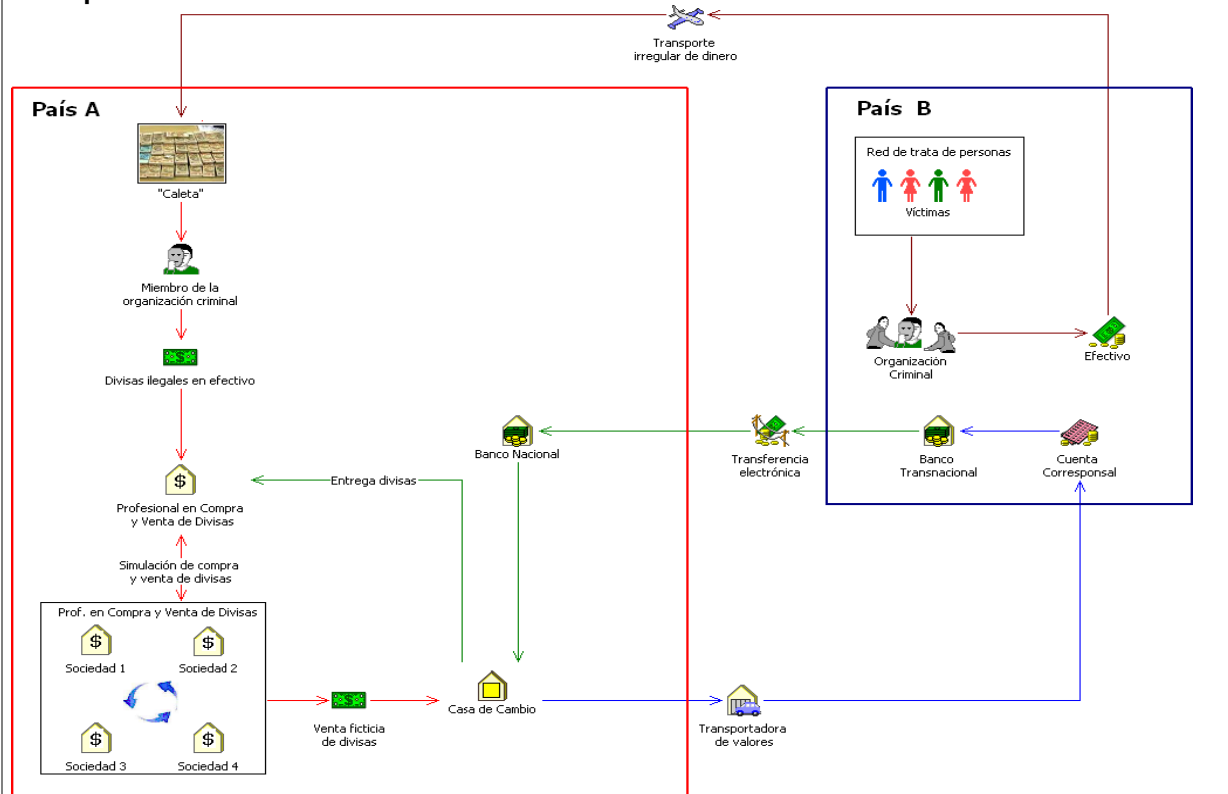 Transporte
irregular de dinero
País A
País B
"Caleta"
Red de trata de personas
Víctimas
Miembro de la
organización criminal
Organización
Criminal
Efectivo
Divisas ilegales en efectivo
Banco Nacional
Transferencia
electrónica
Banco
Transnacional
Cuenta
Corresponsal
Entrega divisas
Profesional en Compra
y Venta de Divisas
Simulación de compra
y venta de divisas
Prof. en Compra y Venta de Divisas
Sociedad 1
Sociedad 2
Sociedad 3
Sociedad 4
Venta ficticia
de divisas
Casa de Cambio
Transportadora
de valores